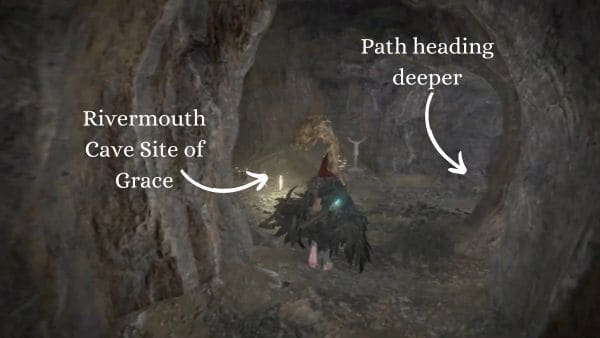 Rivermouth
Cave Site of
Grace
Path heading
deeper